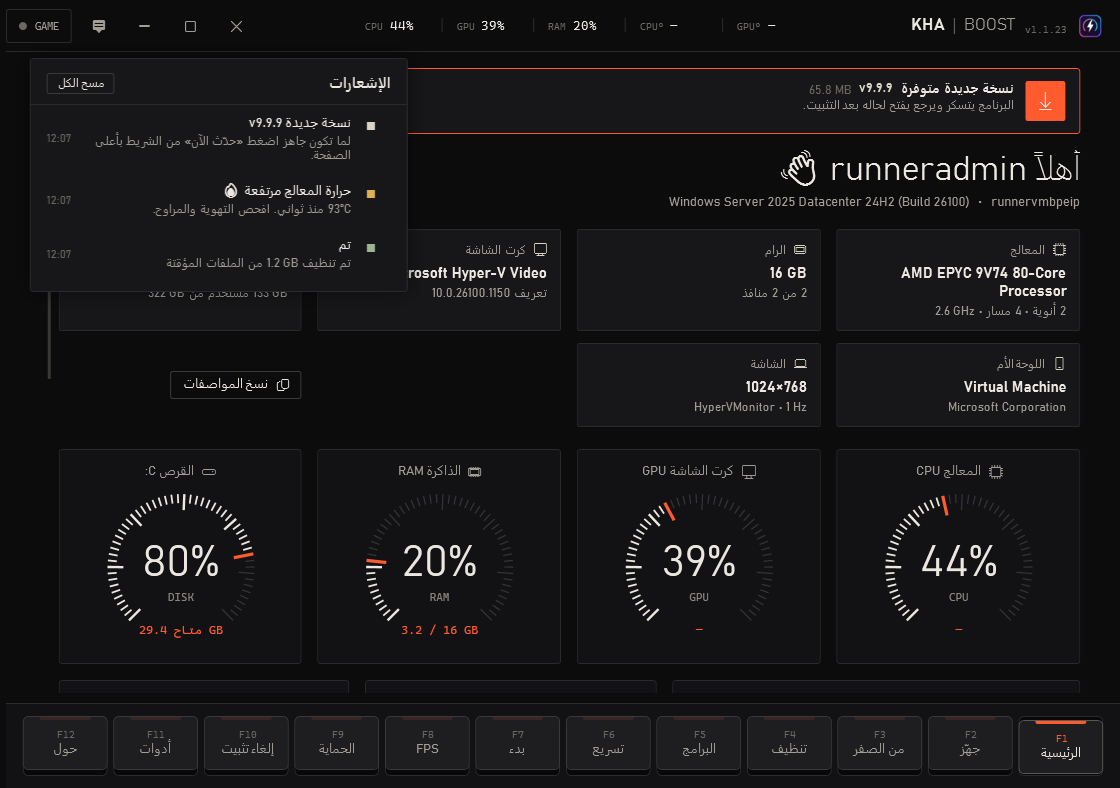 GAME
CPU 44%
GPU 39%
RAM 20%
CPU° —
GPU° —
KHA | BOOST v1.1.23
الإشعارات
مسح الكل
نسخة جديدة v9.9.9
12:07
لما تكون جاهز اضغط «حدّث الآن» من الشريط بأعلى
الصفحة.
حرارة المعالج مرتفعة
12:07
93°C منذ ثواني. افحص التهوية والمراوح.
تم
12:07
تم تنظيف 1.2 GB من الملفات المؤقتة
نسخة جديدة متوفرة v9.9.9 65.8 MB
البرنامج يتسكر ويرجع يفتح لحاله بعد التثبيت.
أهلاً runneradmin
Windows Server 2025 Datacenter 24H2 (Build 26100) • runnervmbpeip
المعالج
AMD EPYC 9V74 80-Core
Processor
2 أنوية • 4 مسار • 2.6 GHz
الرام
16 GB
2 من 2 منافذ
كرت الشاشة
rosoft Hyper-V Video
تعريف 10.0.26100.1150
133 GB مستخدم من 322 GB
اللوحة الأم
Virtual Machine
Microsoft Corporation
الشاشة
1024×768
HyperVMonitor • 1 Hz
نسخ المواصفات
المعالج CPU
44%
CPU
—
كرت الشاشة GPU
39%
GPU
—
الذاكرة RAM
20%
RAM
3.2 / 16 GB
القرص C:
80%
DISK
29.4 متاح GB
F1
الرئيسية
F2
جهّز
F3
من الصفر
F4
تنظيف
F5
البرامج
F6
تسريع
F7
بدء
F8
FPS
F9
الحماية
F10
إلغاء تثبيت
F11
أدوات
F12
حول